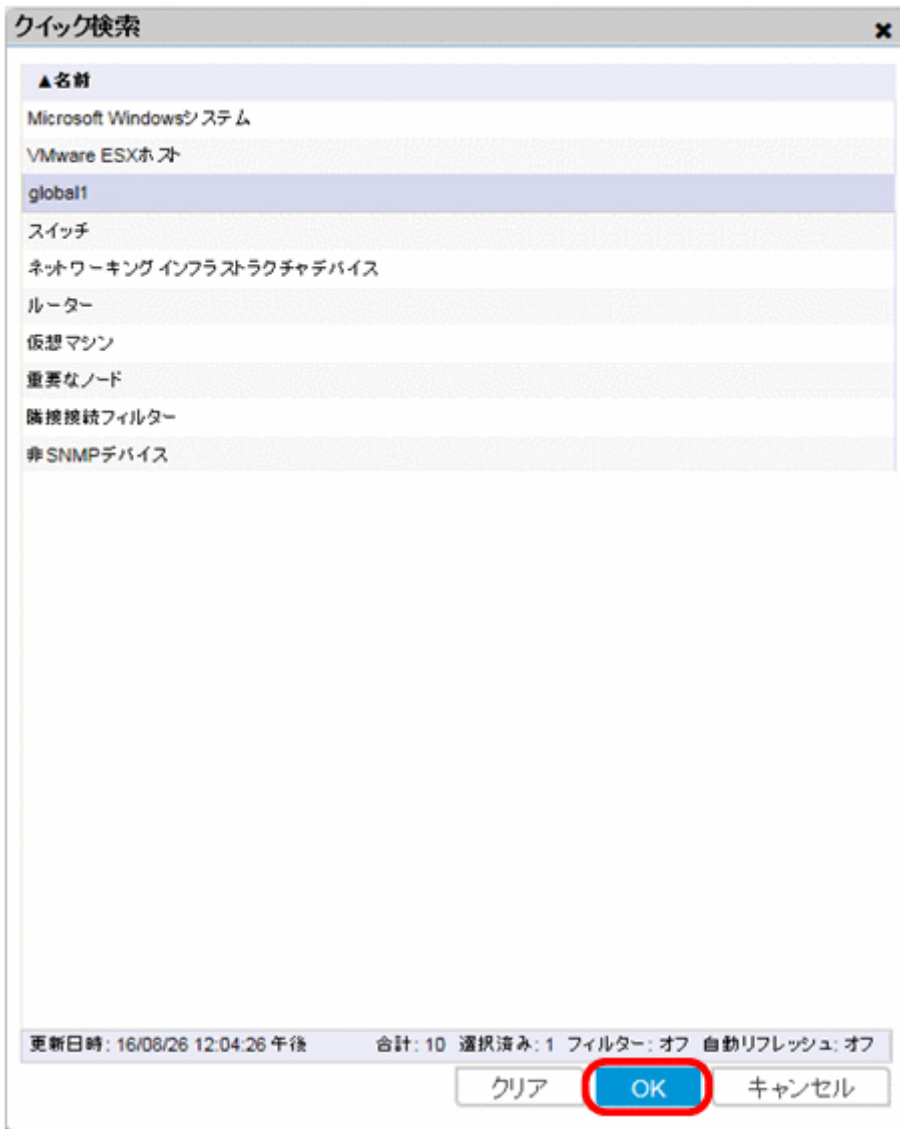 クイック検索
▲名前
Microsoft Windowsシステム
VMware ESXホスト
global1
スイッチ
ネットワーキング インフラストラクチャデバイス
ルーター
仮想マシン
重要なノード
隣接接続フィルター
非SNMPデバイス
更新日時: 16/08/26 12:04:26 午後 合計: 10 選択済み: 1 フィルター: オフ 自動リフレッシュ: オフ
クリア OK キャンセル